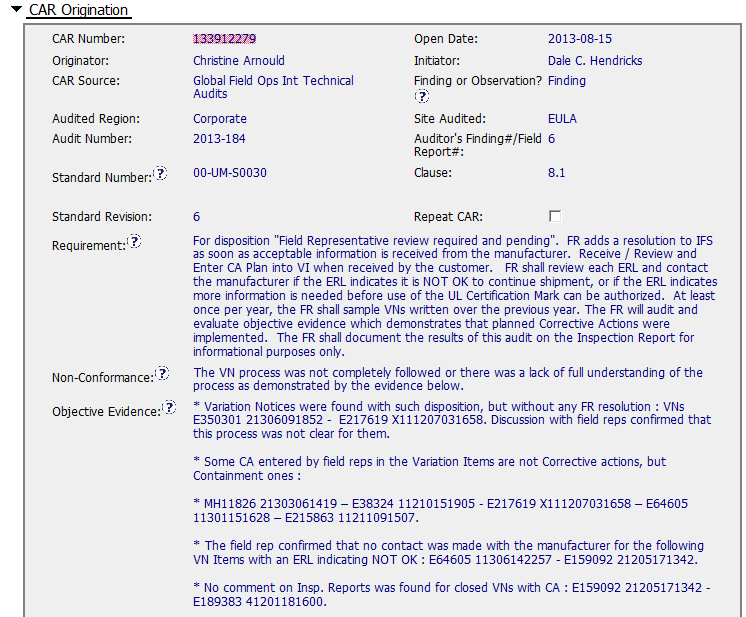 CAR Origination
CAR Number: 133912279 Open Date: 2013-08-15
Originator: Christine Arnould Initiator: Dale C. Hendricks
CAR Source: Global Field Ops Int Technical Audits Finding or Observation? Finding
Audited Region: Corporate Site Audited: EULA
Audit Number: 2013-184 Auditor's Finding#/Field Report#: 6
Standard Number: 00-UM-S0030 Clause: 8.1
Standard Revision: 6 Repeat CAR:
Requirement: For disposition "Field Representative review required and pending".  FR adds a resolution to IFS
as soon as acceptable information is received from the manufacturer.  Receive / Review and
Enter CA Plan into VI when received by the customer.   FR shall review each ERL and contact
the manufacturer if the ERL indicates it is NOT OK to continue shipment, or if the ERL indicates
more information is needed before use of the UL Certification Mark can be authorized.  At least
once per year, the FR shall sample VNs written over the previous year. The FR will audit and
evaluate objective evidence which demonstrates that planned Corrective Actions were
implemented.  The FR shall document the results of this audit on the Inspection Report for
informational purposes only.
Non-Conformance: The VN process was not completely followed or there was a lack of full understanding of the
process as demonstrated by the evidence below.
Objective Evidence: * Variation Notices were found with such disposition, but without any FR resolution : VNs
E350301 21306091852 -  E217619 X111207031658. Discussion with field reps confirmed that
this process was not clear for them.
* Some CA entered by field reps in the Variation Items are not Corrective actions, but
Containment ones :
* MH11826 21303061419 – E38324 11210151905 - E217619 X111207031658 – E64605
11301151628 – E215863 11211091507.
* The field rep confirmed that no contact was made with the manufacturer for the following
VN Items with an ERL indicating NOT OK : E64605 11306142257 - E159092 21205171342.
* No comment on Insp. Reports was found for closed VNs with CA : E159092 21205171342 -
E189383 41201181600.